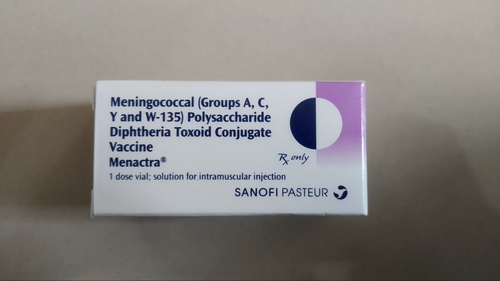 Meningococcal (Groups A, C,
Y and W-135) Polysaccharide
Diphtheria Toxoid Conjugate
Vaccine
Menactra®
Rx only
1 dose vial; solution for intramuscular injection
SANOFI PASTEUR